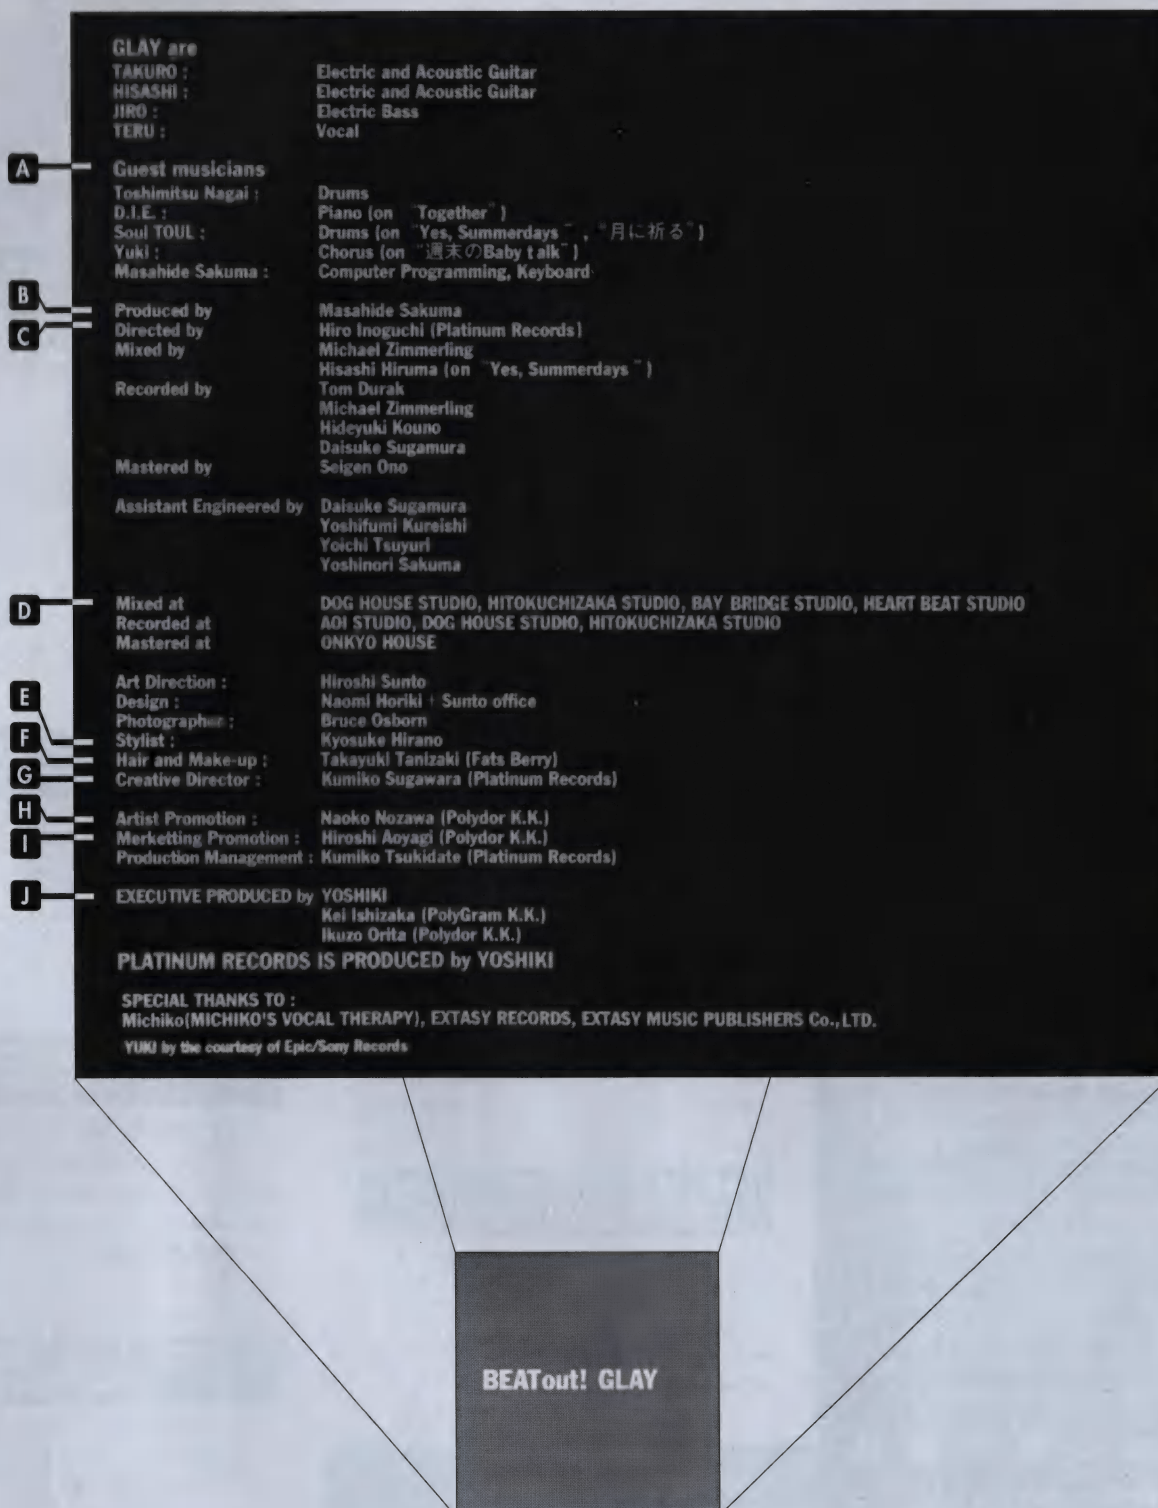 GLAY are
TAKURO : Electric and Acoustic Guitar
HISASHI : Electric and Acoustic Guitar
JIRO : Electric Bass
TERU : Vocal
A Guest musicians
Toshimitsu Nagai : Drums
D.I.E. : Piano (on "Together")
Soul TOUL : Drums (on "Yes, Summerdays", "月に祈る")
Yuki : Chorus (on "週末のBaby talk")
Masahide Sakuma : Computer Programming, Keyboard
B Produced by Masahide Sakuma
C Directed by Hiro Inoguchi (Platinum Records)
Mixed by Michael Zimmerling
Hisashi Hiruma (on "Yes, Summerdays")
Recorded by Tom Durak
Michael Zimmerling
Hideyuki Kouno
Daisuke Sugamura
Mastered by Seigen Ono
Assistant Engineered by Daisuke Sugamura
Yoshifumi Kureishi
Yoichi Tsuyuri
Yoshinori Sakuma
D Mixed at DOG HOUSE STUDIO, HITOKUCHIZAKA STUDIO, BAY BRIDGE STUDIO, HEART BEAT STUDIO
Recorded at AOI STUDIO, DOG HOUSE STUDIO, HITOKUCHIZAKA STUDIO
Mastered at ONKYO HOUSE
Art Direction : Hiroshi Sunto
Design : Naomi Horiki + Sunto office
Photographer : Bruce Osborn
E Stylist : Kyosuke Hirano
F Hair and Make-up : Takayuki Tanizaki (Fats Berry)
G Creative Director : Kumiko Sugawara (Platinum Records)
H Artist Promotion : Naoko Nozawa (Polydor K.K.)
I Merketting Promotion : Hiroshi Aoyagi (Polydor K.K.)
Production Management : Kumiko Tsukidate (Platinum Records)
J EXECUTIVE PRODUCED by YOSHIKI
Kei Ishizaka (PolyGram K.K.)
Ikuzo Orita (Polydor K.K.)
PLATINUM RECORDS IS PRODUCED by YOSHIKI
SPECIAL THANKS TO :
Michiko(MICHIKO'S VOCAL THERAPY), EXTASY RECORDS, EXTASY MUSIC PUBLISHERS Co.,LTD.
YUKI by the courtesy of Epic/Sony Records
BEATout! GLAY